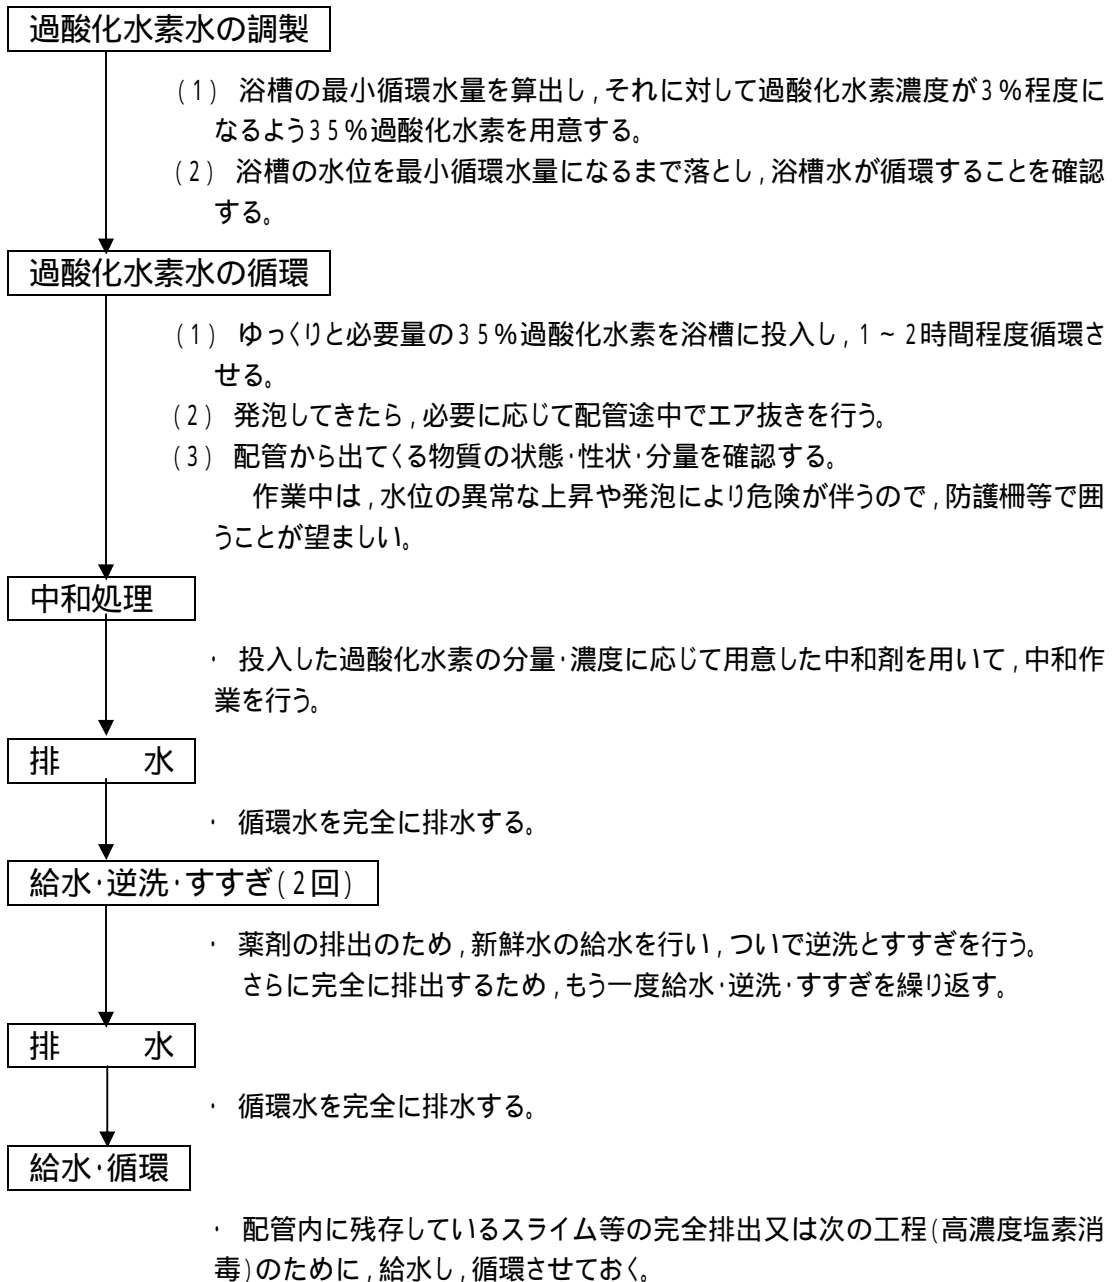 過酸化水素水の調製
(1) 浴槽の最小循環水量を算出し,それに対して過酸化水素濃度が3%程度に
なるよう35%過酸化水素を用意する。
(2) 浴槽の水位を最小循環水量になるまで落とし,浴槽水が循環することを確認
する。
過酸化水素水の循環
(1) ゆっくりと必要量の35%過酸化水素を浴槽に投入し,1~2時間程度循環さ
せる。
(2) 発泡してきたら,必要に応じて配管途中でエア抜きを行う。
(3) 配管から出てくる物質の状態・性状・分量を確認する。
作業中は,水位の異常な上昇や発泡により危険が伴うので,防護柵等で囲
うことが望ましい。
中和処理
・ 投入した過酸化水素の分量・濃度に応じて用意した中和剤を用いて,中和作
業を行う。
排 水
・ 循環水を完全に排水する。
給水・逆洗・すすぎ(2回)
・ 薬剤の排出のため,新鮮水の給水を行い,ついで逆洗とすすぎを行う。
さらに完全に排出するため,もう一度給水・逆洗・すすぎを繰り返す。
排 水
・ 循環水を完全に排水する。
給水・循環
・ 配管内に残存しているスライム等の完全排出又は次の工程(高濃度塩素消
毒)のために,給水し,循環させておく。